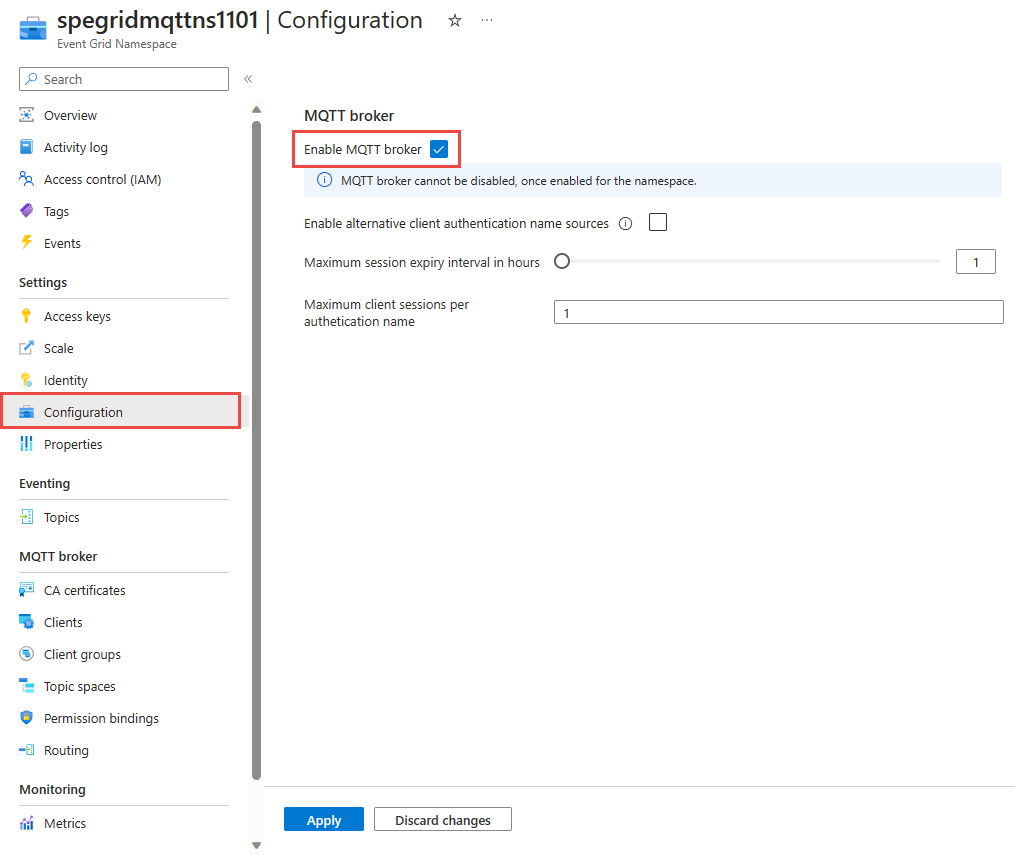 spegridmqttns1101 | Configuration
Event Grid Namespace
Search
Overview
Activity log
Access control (IAM)
Tags
Events
Settings
Access keys
Scale
Identity
Configuration
Properties
Eventing
Topics
MQTT broker
CA certificates
Clients
Client groups
Topic spaces
Permission bindings
Routing
Monitoring
Metrics
MQTT broker
Enable MQTT broker
MQTT broker cannot be disabled, once enabled for the namespace.
Enable alternative client authentication name sources
Maximum session expiry interval in hours
1
Maximum client sessions per
authetication name
1
Apply
Discard changes